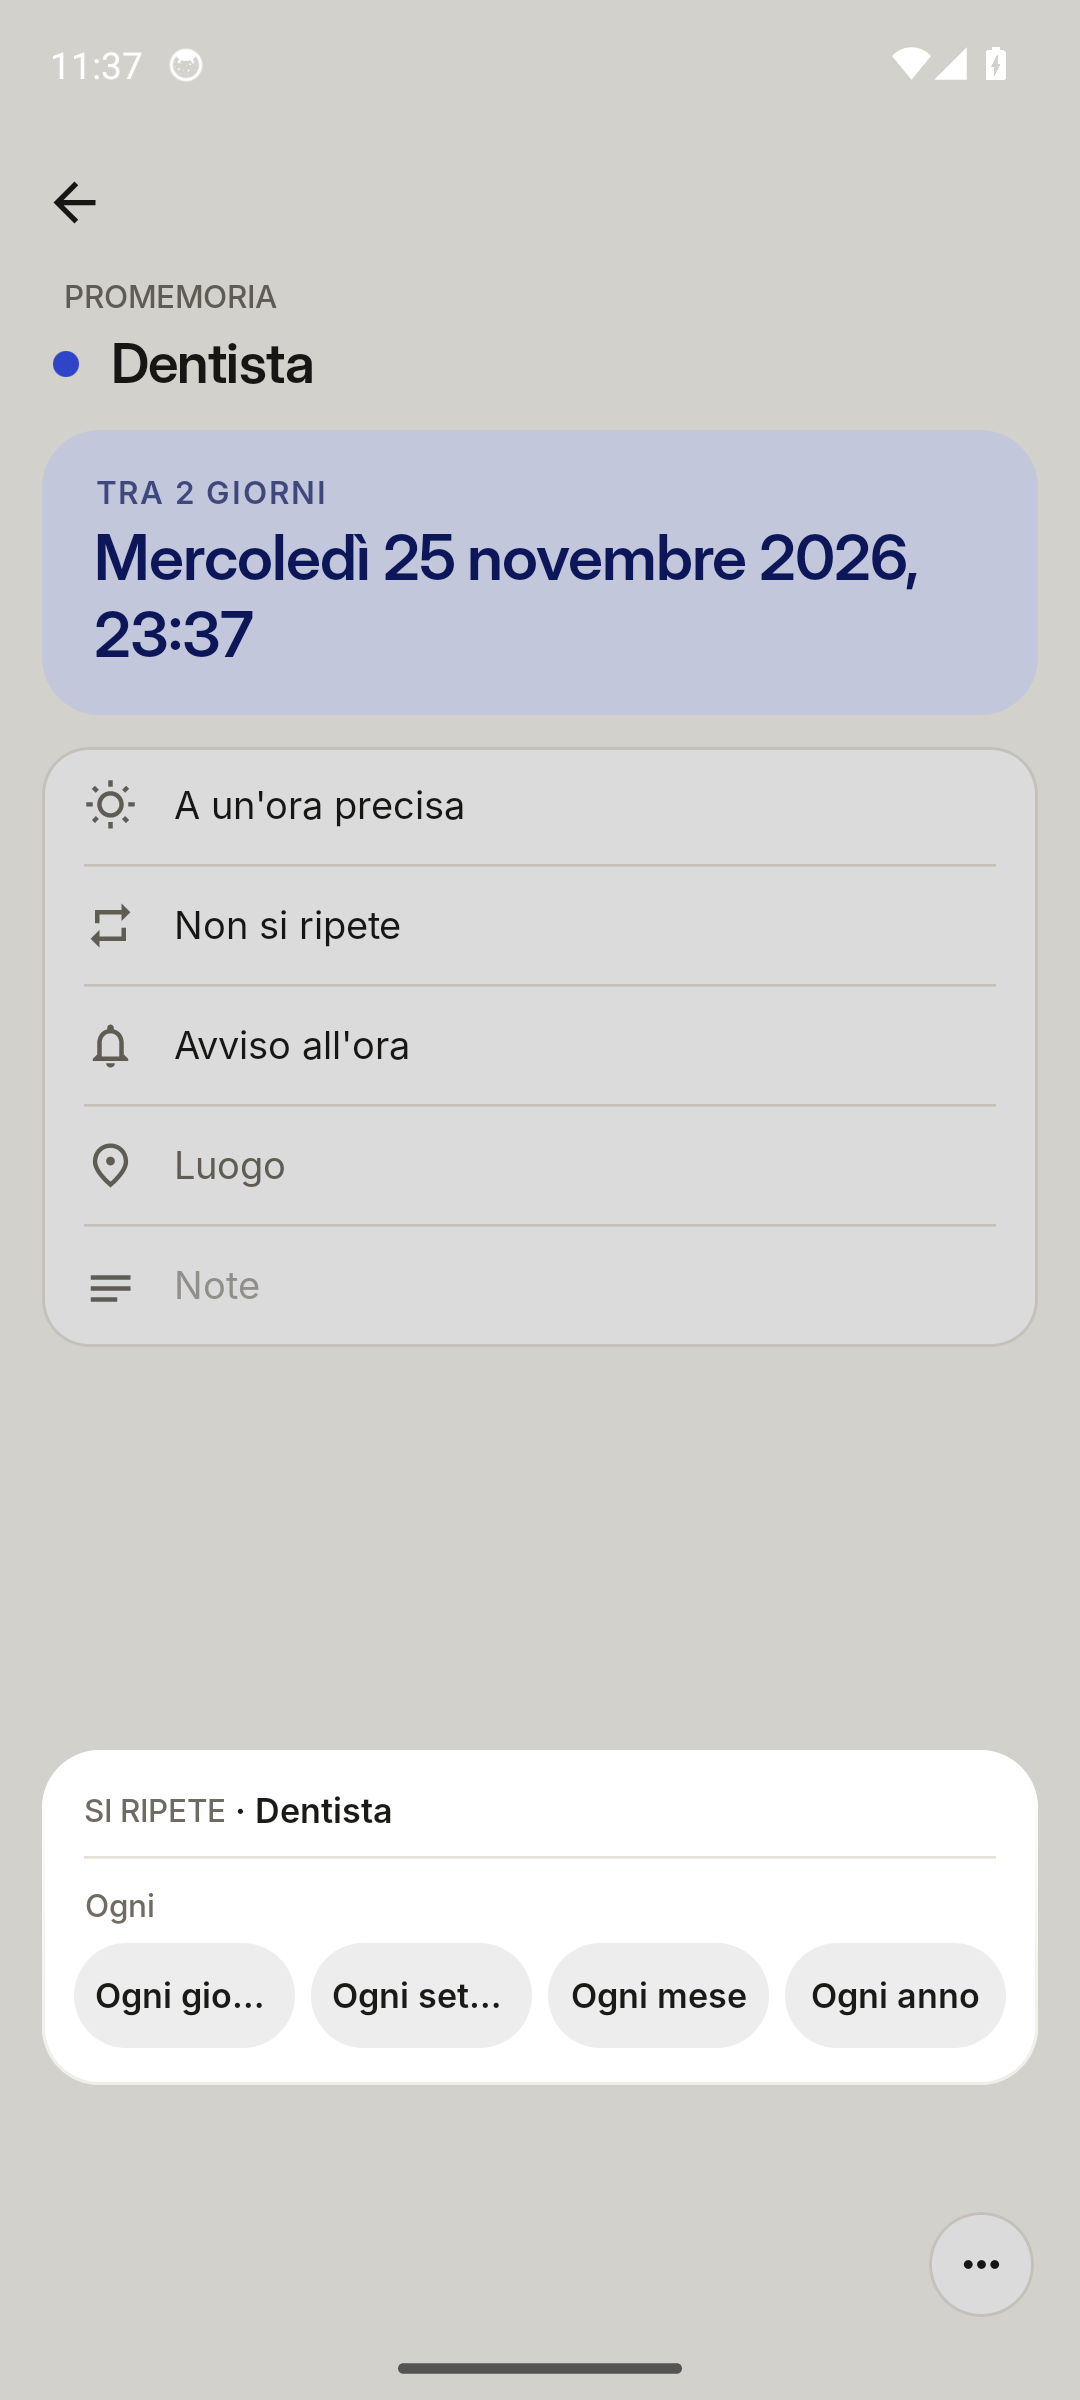 11:37
PROMEMORIA
Dentista
TRA 2 GIORNI
Mercoledì 25 novembre 2026,
23:37
A un'ora precisa
Non si ripete
Avviso all'ora
Luogo
Note
SI RIPETE · Dentista
Ogni
Ogni gio...
Ogni set...
Ogni mese
Ogni anno